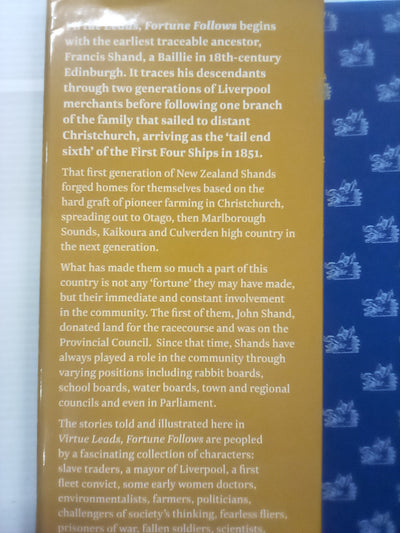 Leads, Fortune Follows begins
with the earliest traceable ancestor,
Francis Shand, a Baillie in 18th-century
Edinburgh. It traces his descendants
through two generations of Liverpool
merchants before following one branch
of the family that sailed to distant
Christchurch, arriving as the ‘tail end
sixth’ of the First Four Ships in 1851.
That first generation of New Zealand Shands
forged homes for themselves based on the
hard graft of pioneer farming in Christchurch,
spreading out to Otago, then Marlborough
Sounds, Kaikoura and Culverden high country in
the next generation.
What has made them so much a part of this
country is not any ‘fortune’ they may have made,
but their immediate and constant involvement
in the community. The first of them, John Shand,
donated land for the racecourse and was on the
Provincial Council. Since that time, Shands have
always played a role in the community through
varying positions including rabbit boards,
school boards, water boards, town and regional
councils and even in Parliament.
The stories told and illustrated here in
Virtue Leads, Fortune Follows are peopled
by a fascinating collection of characters:
slave traders, a mayor of Liverpool, a first
fleet convict, some early women doctors,
environmentalists, farmers, politicians,
challengers of society’s thinking, fearless fliers,
prisoners of war, fallen soldiers, scientists,